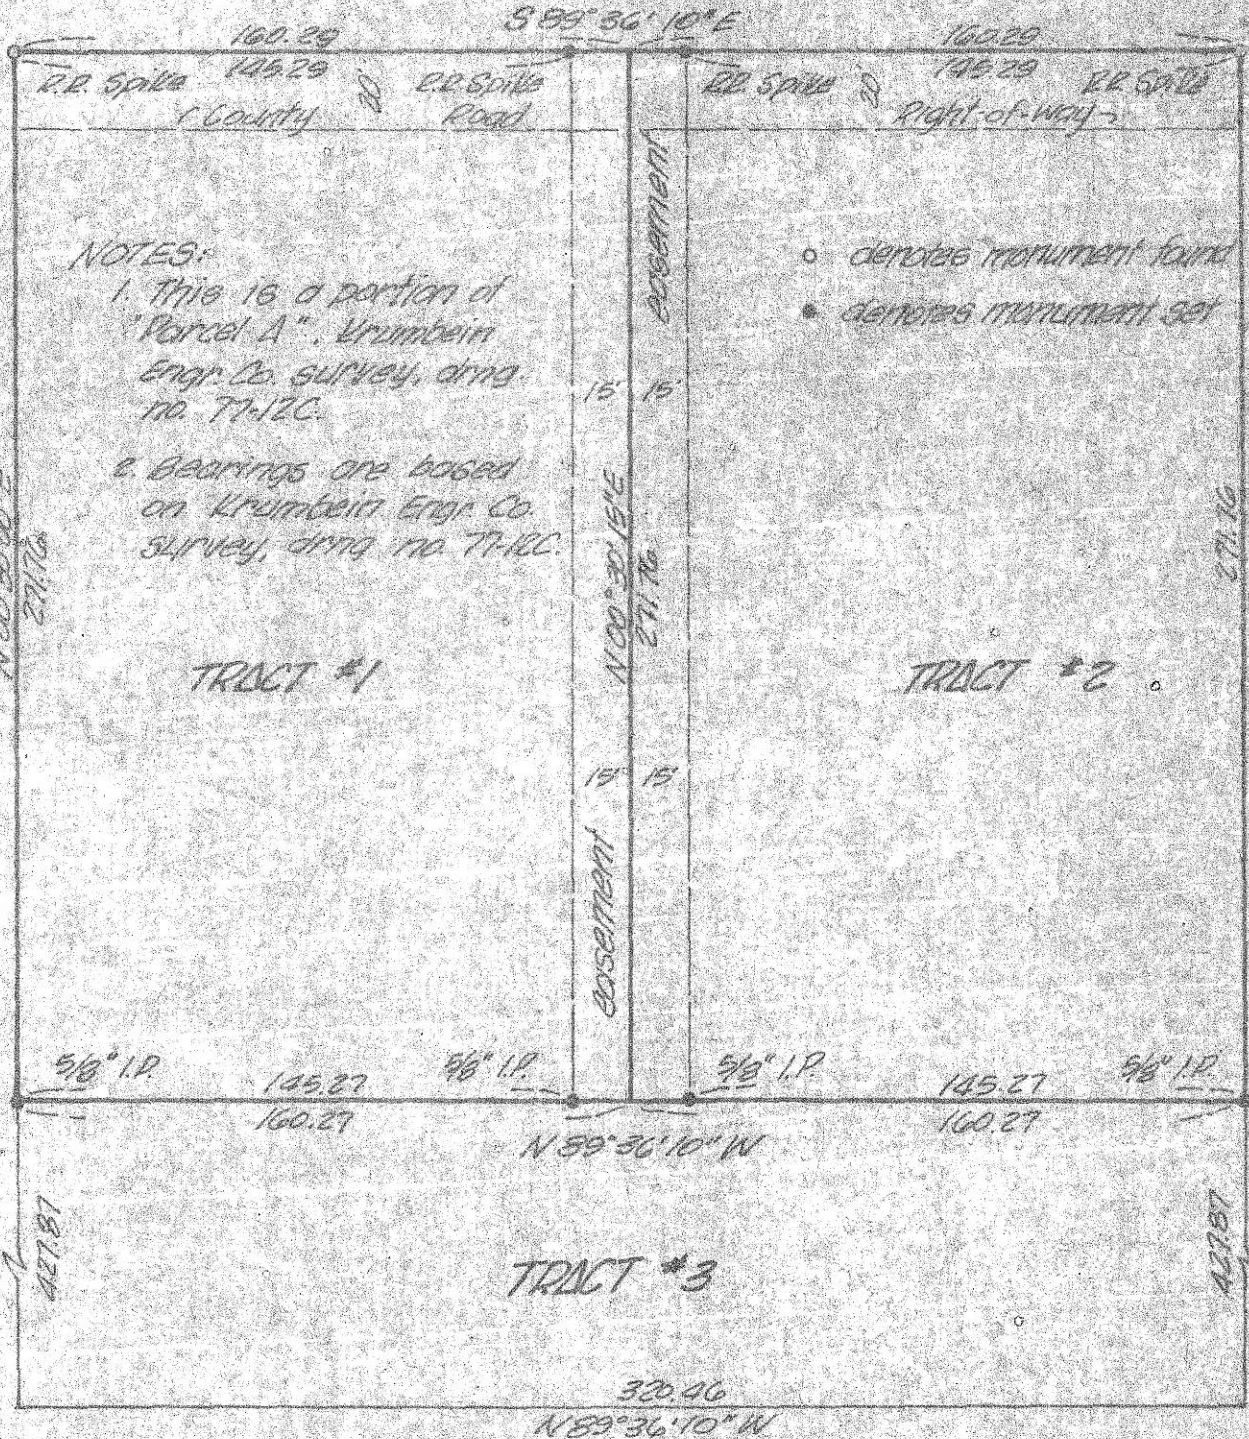 S 89°36'10" E
160.29
160.29
145.29
145.29
R.R. Spike
20'
R.R. Spike
R.R. Spike
20'
R.R. Spike
County
Road
Right-of-way
easement
NOTES:
1. This is a portion of
"Parcel A". Krumbein
Engr. Co. survey, drng.
no. 77-12C.
2. Bearings are based
on Krumbein Engr. Co.
survey, drng no. 77-12C.
○ denotes monument found
● denotes monument set
15' 15'
271.76
N 00°30'15" E
271.76
271.76
TRACT #1
TRACT #2
15' 15'
easement
5/8" I.P.
5/8" I.P.
5/8" I.P.
5/8" I.P.
145.27
145.27
160.27
160.27
N 89°36'10" W
427.87
427.87
TRACT #3
320.46
N 89°36'10" W